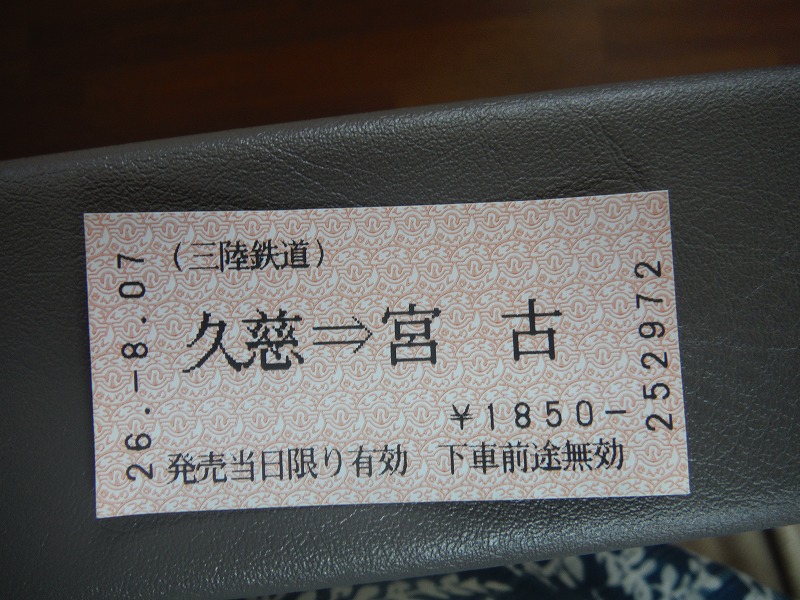 (三陸鉄道)
久慈⇒宮 古
¥1850-
発売当日限り有効 下車前途無効
26.-8.07
252972